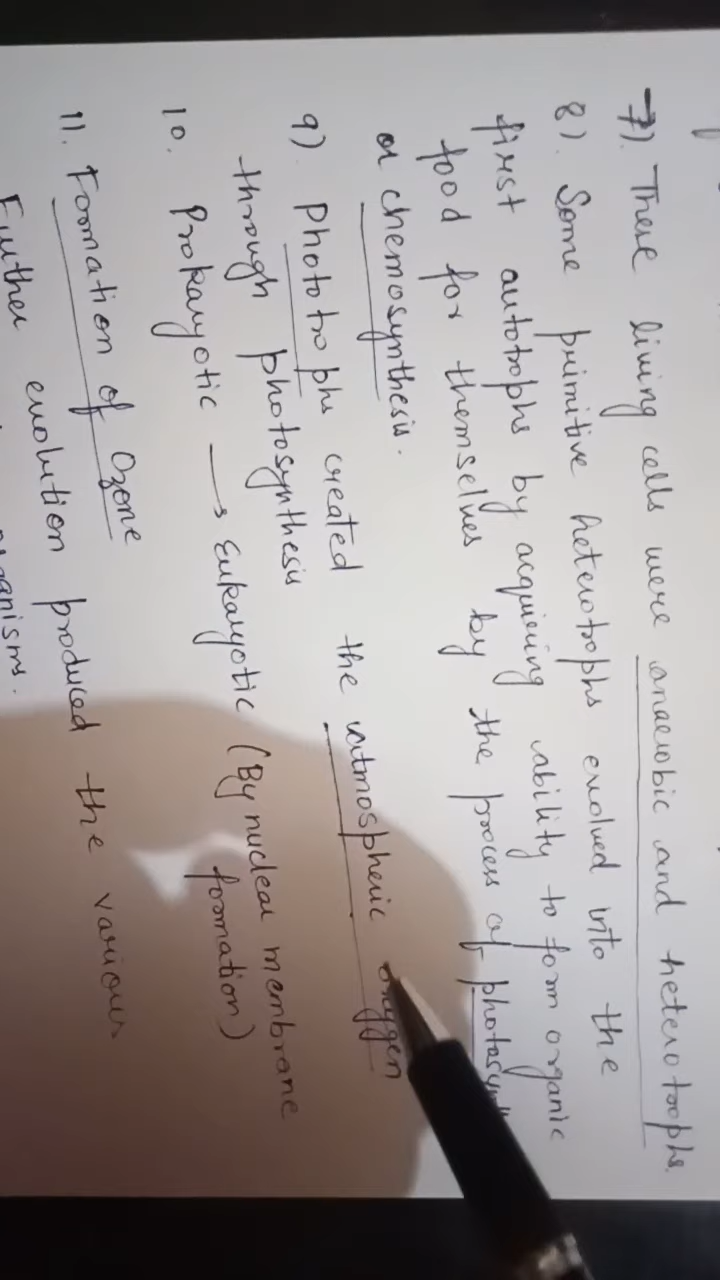 7). These living cells were anaerobic and heterotrophs.
8). Some primitive heterotrophs evolved into the
first autotrophs by acquiering ability to form organic
food for themselves by the process of
or chemosynthesis.
9) Phototrophs created the atmospheric oxygen
through photosynthesis
10. Prokaryotic → Eukaryotic (By nuclear membrane
formation)
11. Formation of Ozone
Further evolution produced the various
organisms.